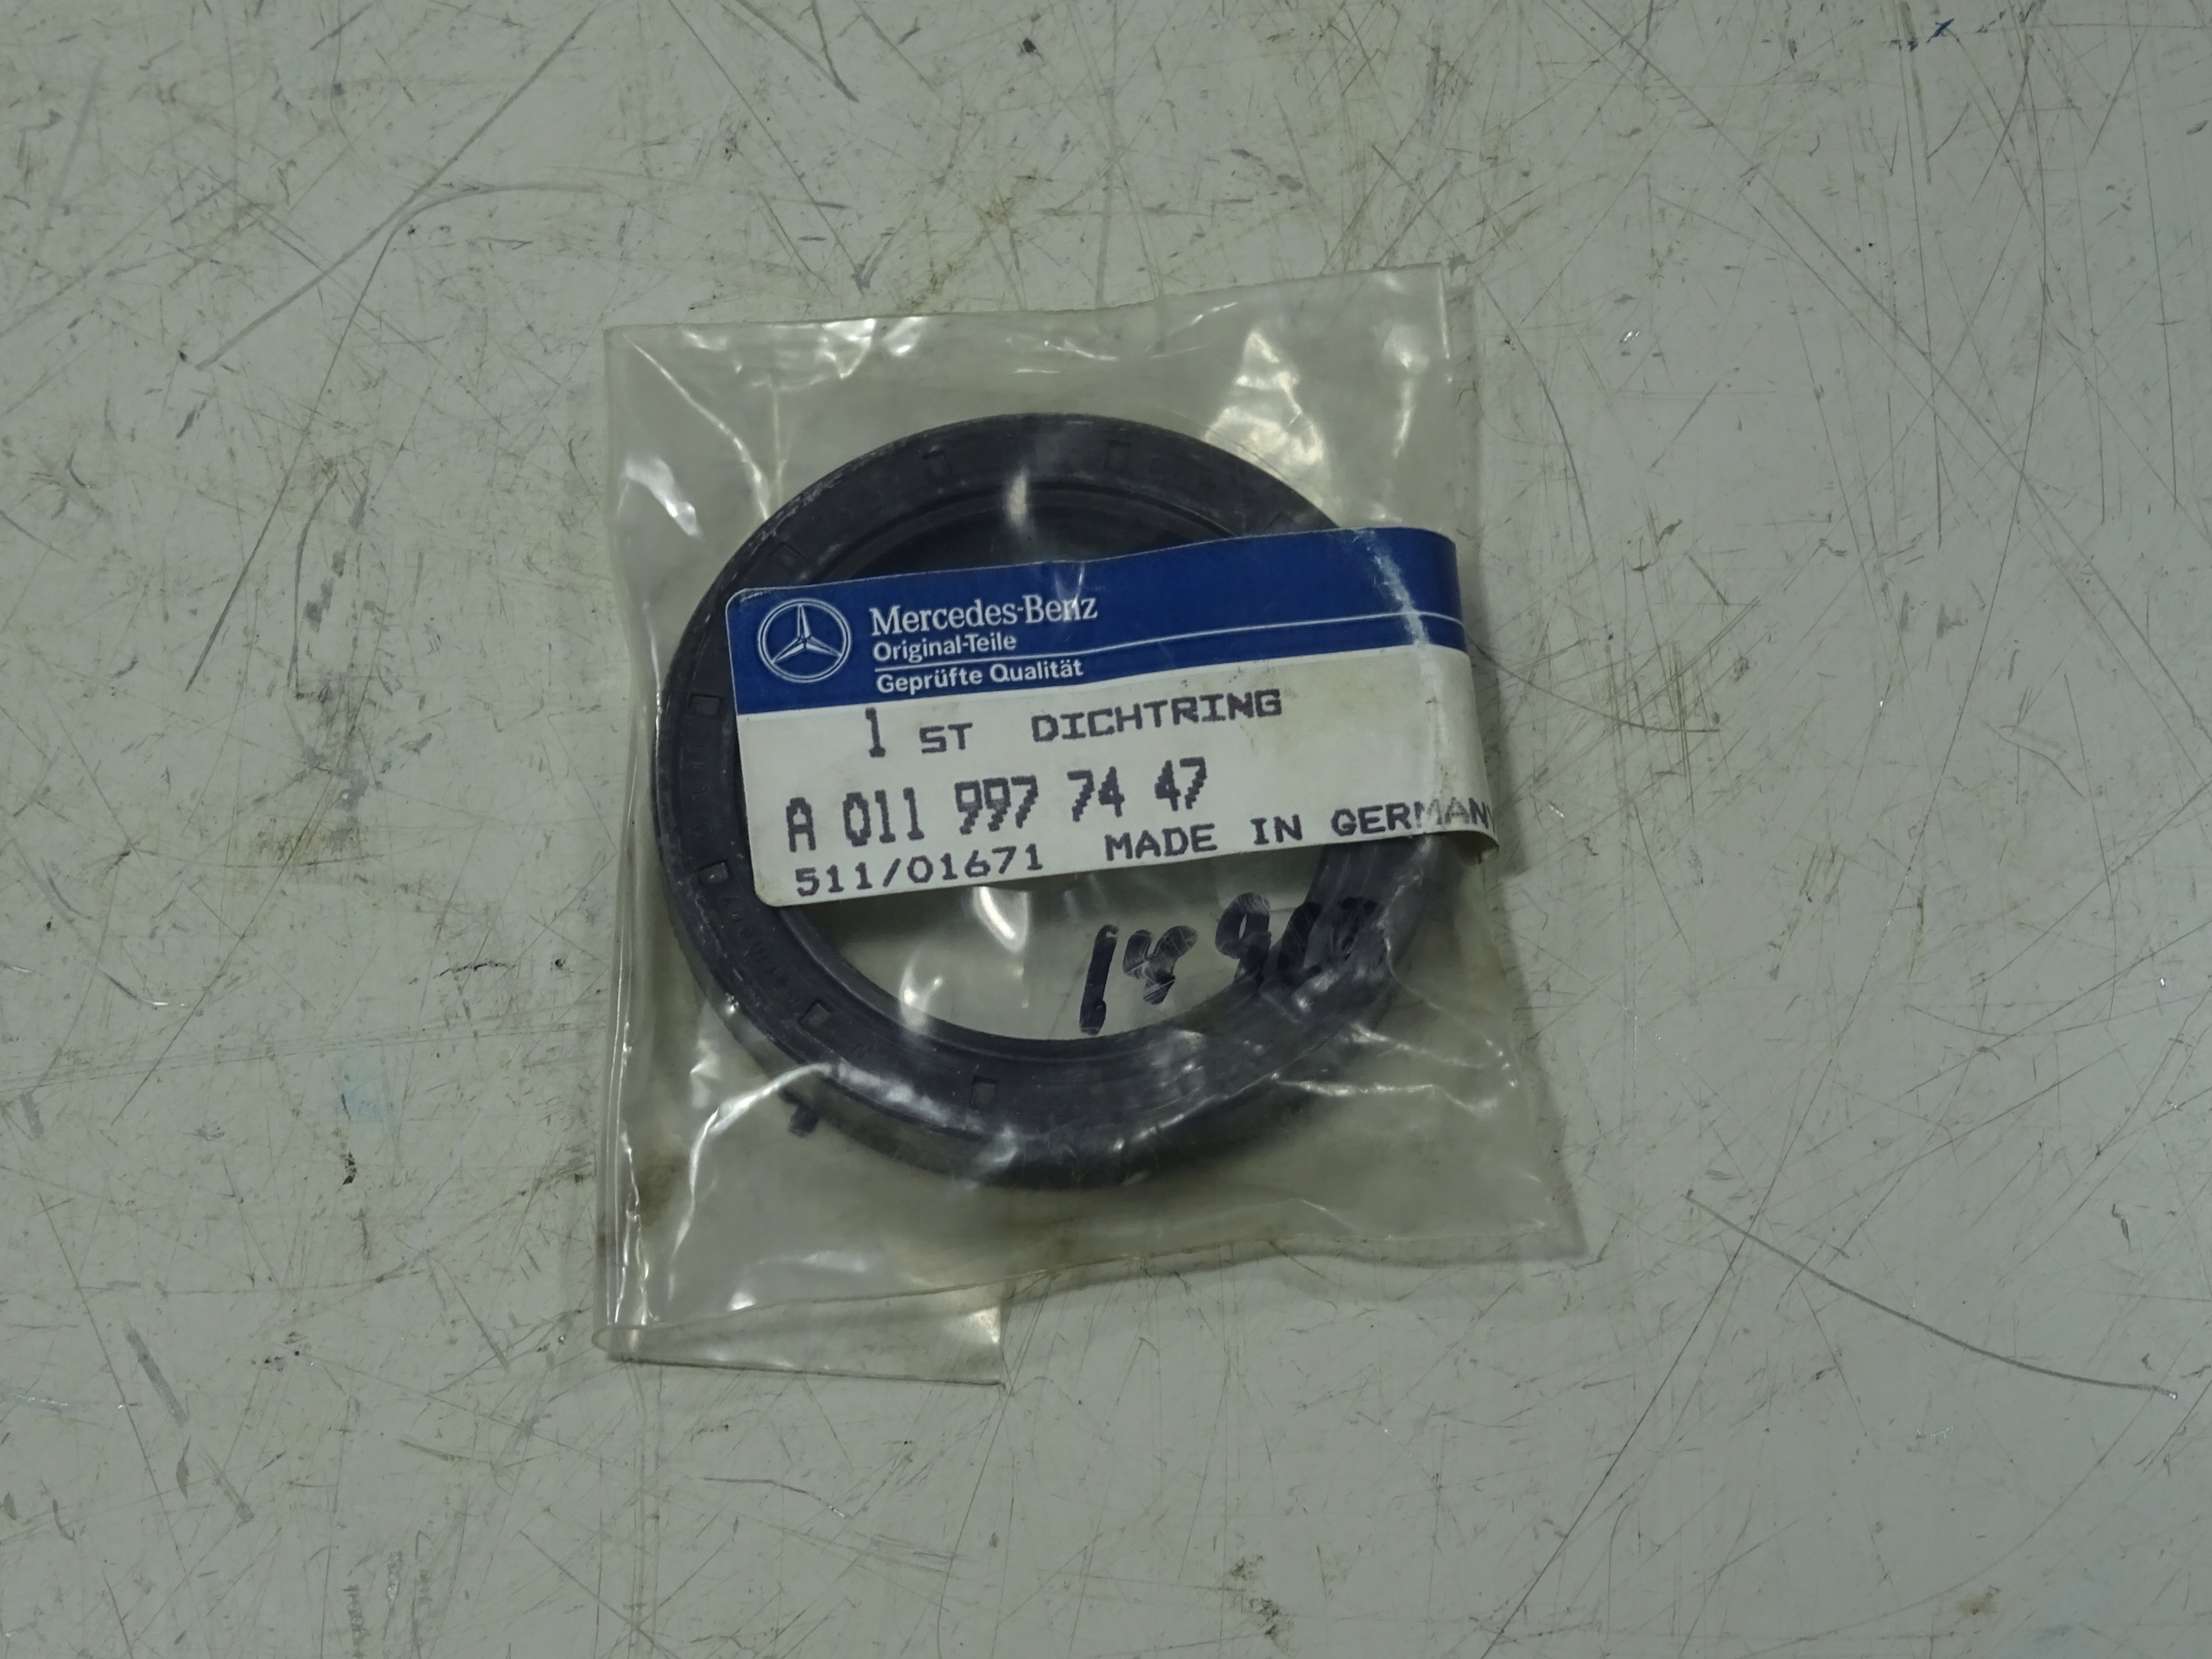 Mercedes-Benz
Original-Teile
Geprüfte Qualität
1 ST DICHTRING
A 011 997 74 47
511/01671 MADE IN GERMANY